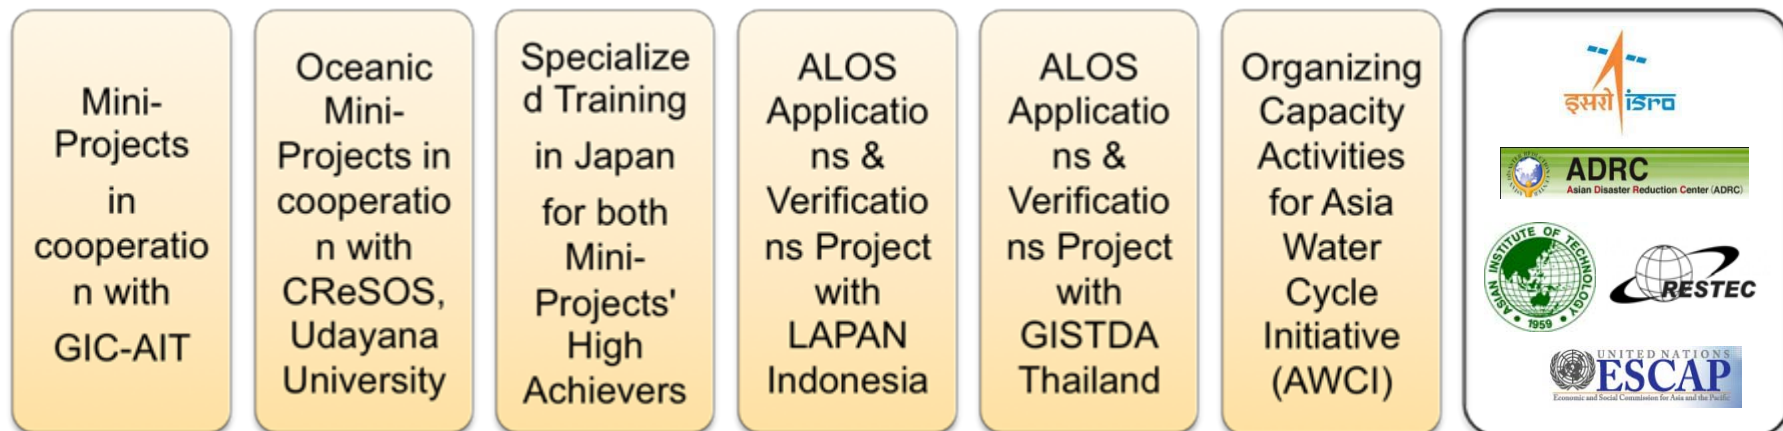 Mini-
Projects
in
cooperatio
n with
GIC-AIT
Oceanic
Mini-
Projects in
cooperatio
n with
CReSOS,
Udayana
University
Specialize
d Training
in Japan
for both
Mini-
Projects'
High
Achievers
ALOS
Applicatio
ns &
Verificatio
ns Project
with
LAPAN
Indonesia
ALOS
Applicatio
ns &
Verificatio
ns Project
with
GISTDA
Thailand
Organizing
Capacity
Activities
for Asia
Water
Cycle
Initiative
(AWCI)
इसरो isro
ADRC
Asian Disaster Reduction Center (ADRC)
ASIAN INSTITUTE OF TECHNOLOGY
1959
RESTEC
UNITED NATIONS
ESCAP
Economic and Social Commission for Asia and the Pacific